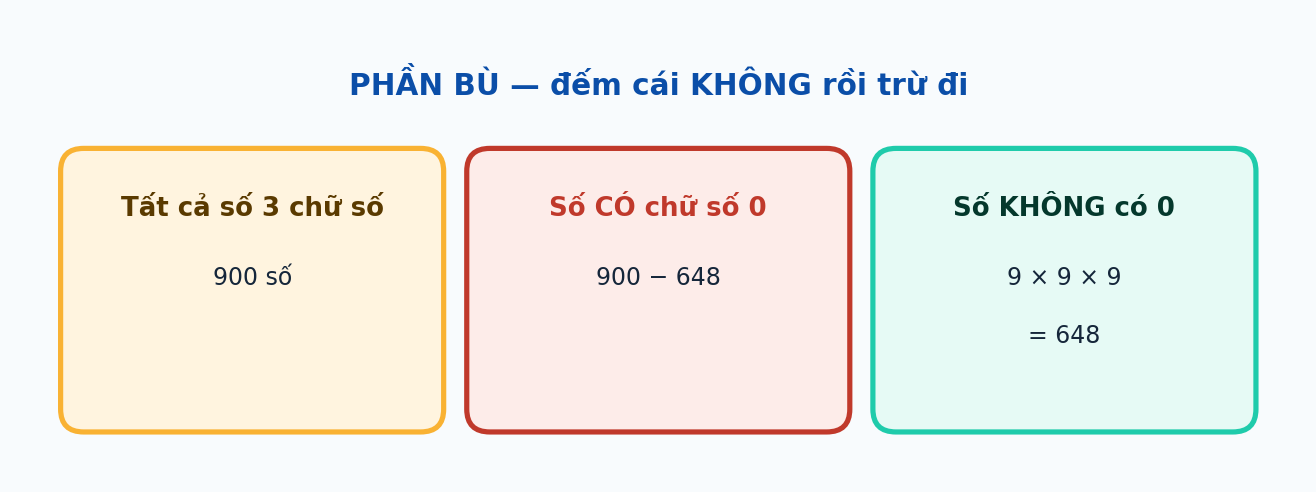 PHẦN BÙ — đếm cái KHÔNG rồi trừ đi
Tất cả số 3 chữ số
900 số
Số CÓ chữ số 0
900 − 648
Số KHÔNG có 0
9 × 9 × 9
= 648